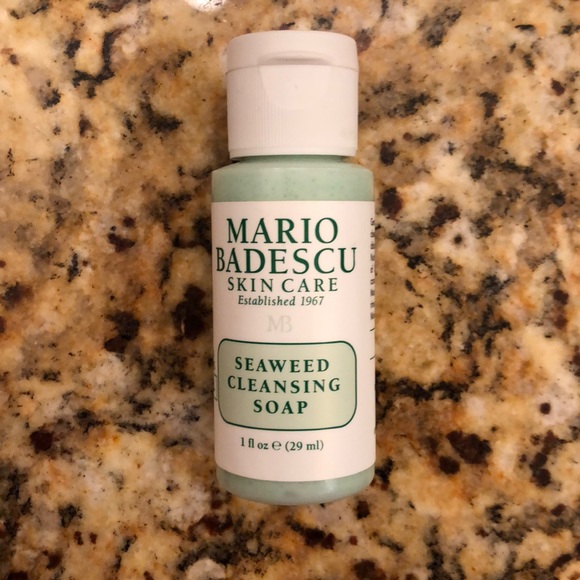 MARIO
BADESCU
SKIN CARE
Established 1967
MB
SEAWEED
CLEANSING
SOAP
1 fl oz ℮ (29 ml)